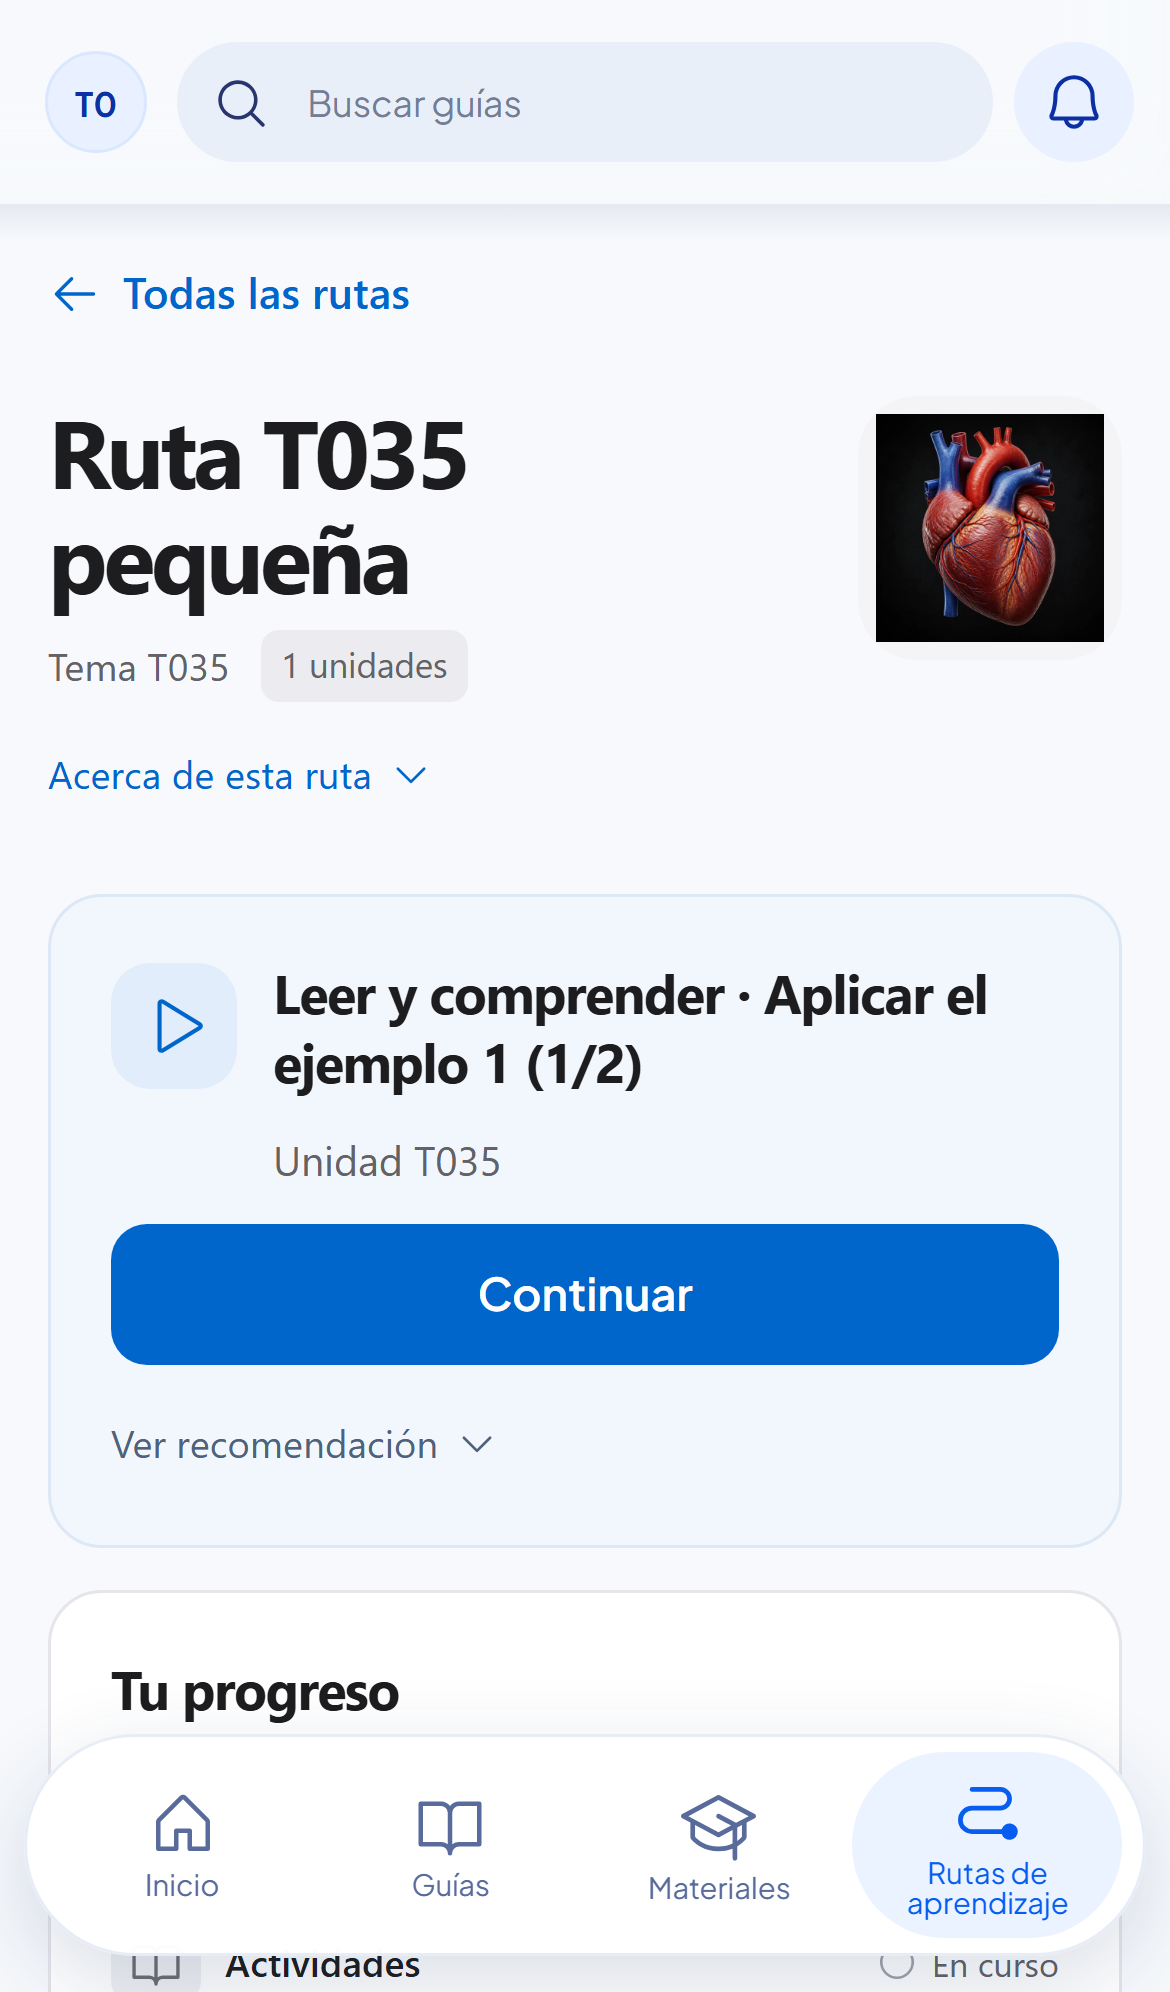 TO
Buscar guías
Todas las rutas
Ruta T035
pequeña
Tema T035
1 unidades
Acerca de esta ruta
Leer y comprender · Aplicar el
ejemplo 1 (1/2)
Unidad T035
Continuar
Ver recomendación
Tu progreso
Inicio
Guías
Materiales
Rutas de
aprendizaje
Actividades
En curso